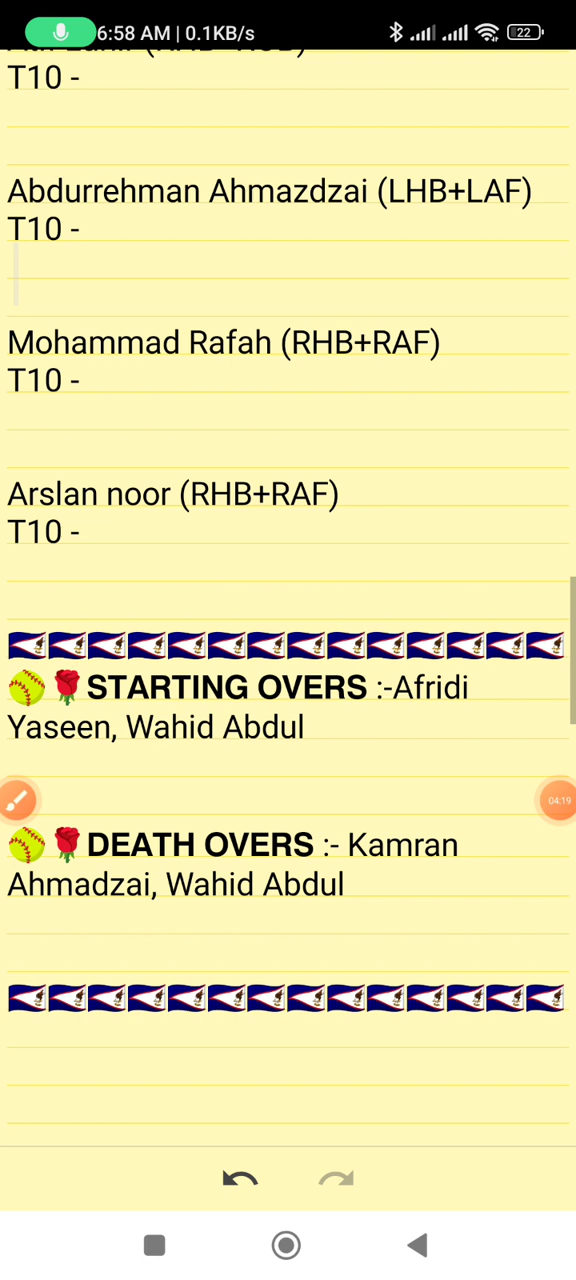 6:58 AM | 0.1KB/s
22
T10 -
Abdurrehman Ahmazdzai (LHB+LAF)
T10 -
Mohammad Rafah (RHB+RAF)
T10 -
Arslan noor (RHB+RAF)
T10 -
STARTING OVERS :-Afridi
Yaseen, Wahid Abdul
04:19
DEATH OVERS :- Kamran
Ahmadzai, Wahid Abdul